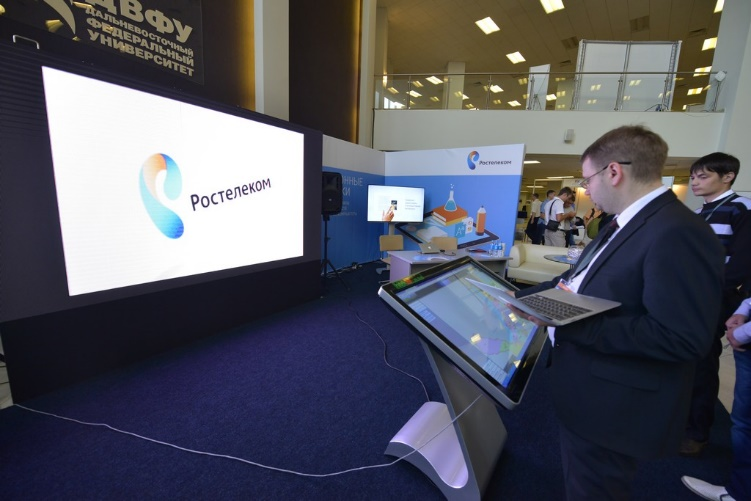 ДВФУ
ДАЛЬНЕВОСТОЧНЫЙ
ФЕДЕРАЛЬНЫЙ
УНИВЕРСИТЕТ
Ростелеком
Ростелеком